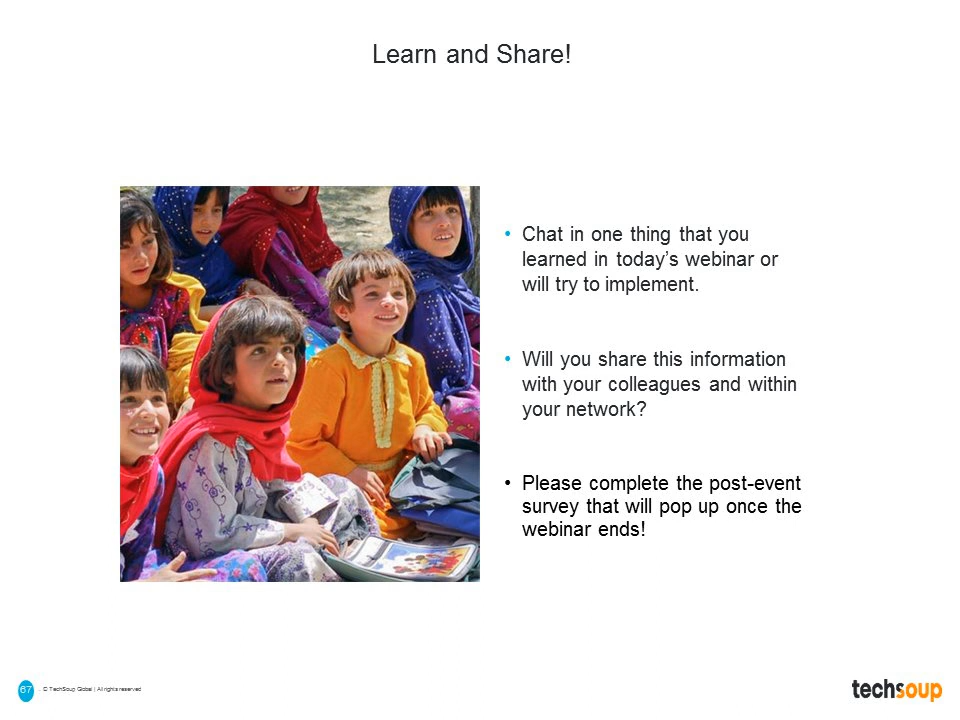 Learn and Share!
• Chat in one thing that you
learned in today’s webinar or
will try to implement.
• Will you share this information
with your colleagues and within
your network?
• Please complete the post-event
survey that will pop up once the
webinar ends!
67 . © TechSoup Global | All rights reserved
techsoup